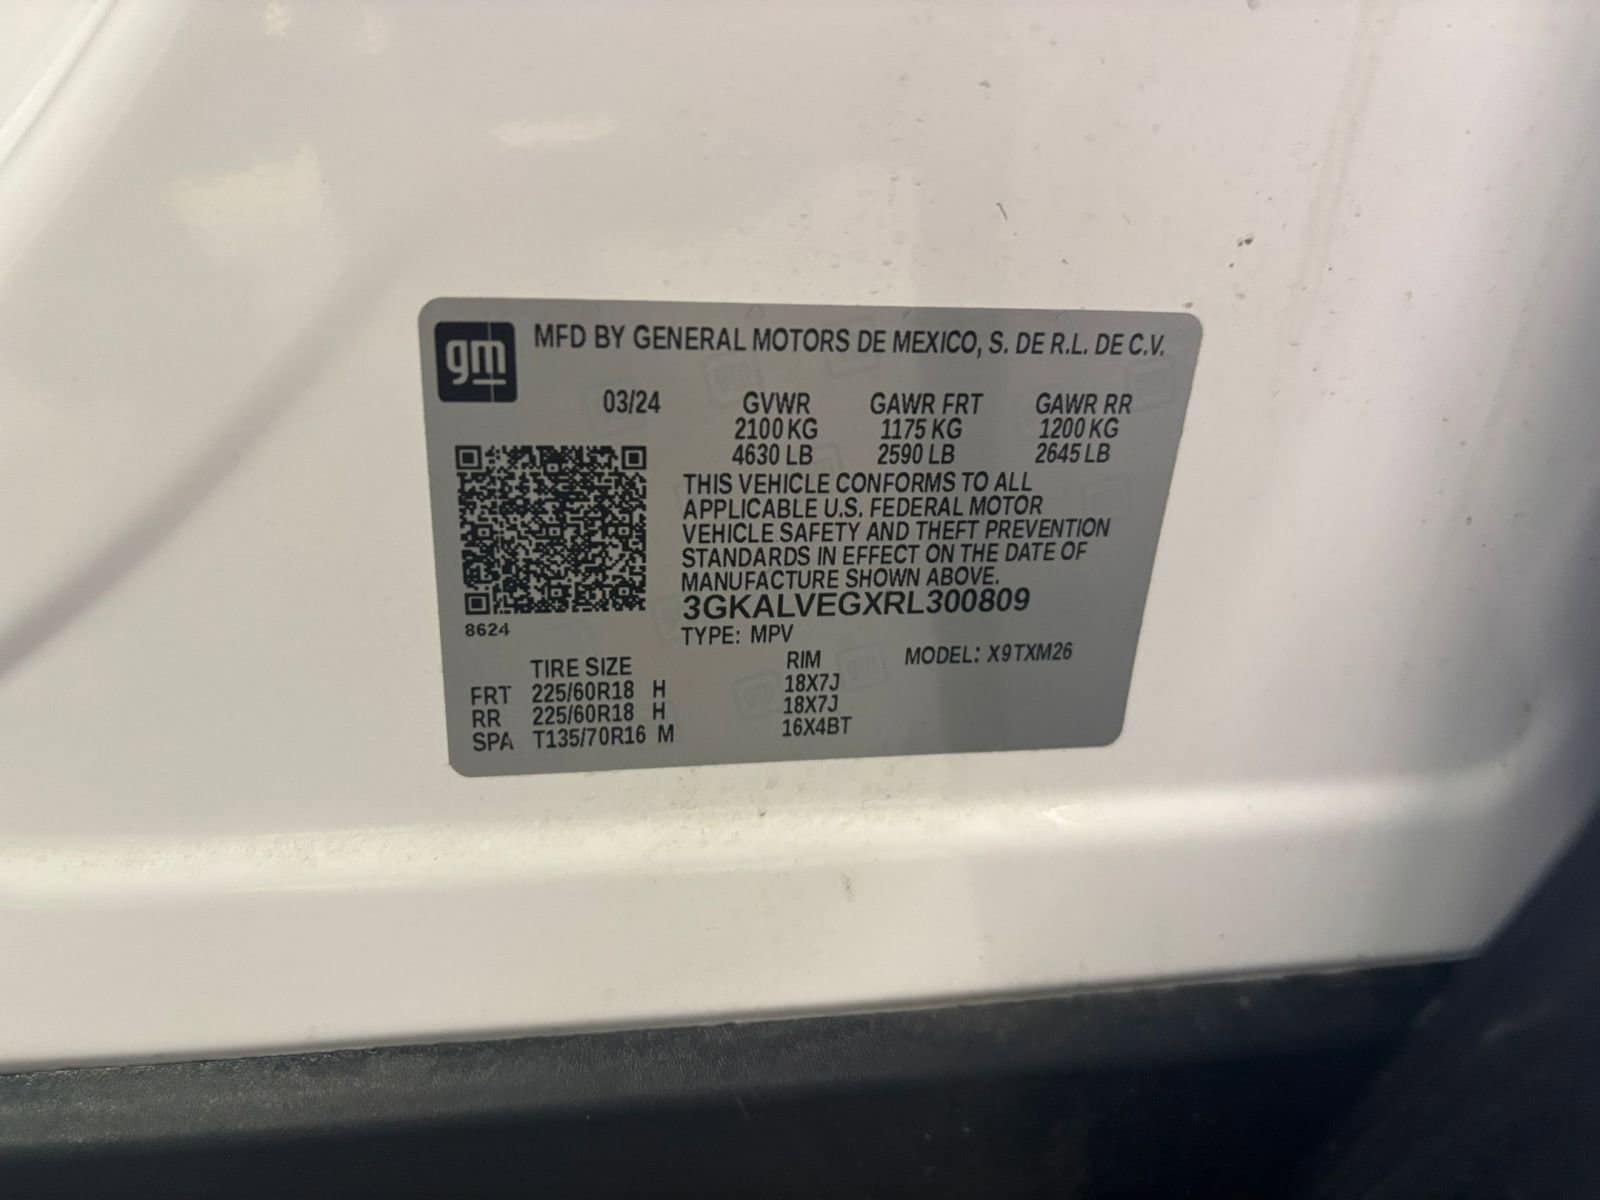 gm
MFD BY GENERAL MOTORS DE MEXICO, S. DE R.L. DE C.V.
03/24 GVWR GAWR FRT GAWR RR
2100 KG 1175 KG 1200 KG
4630 LB 2590 LB 2645 LB
THIS VEHICLE CONFORMS TO ALL
APPLICABLE U.S. FEDERAL MOTOR
VEHICLE SAFETY AND THEFT PREVENTION
STANDARDS IN EFFECT ON THE DATE OF
MANUFACTURE SHOWN ABOVE.
3GKALVEGXRL300809
8624
TYPE: MPV
TIRE SIZE RIM MODEL: X9TXM26
FRT 225/60R18 H 18X7J
RR 225/60R18 H 18X7J
SPA T135/70R16 M 16X4BT